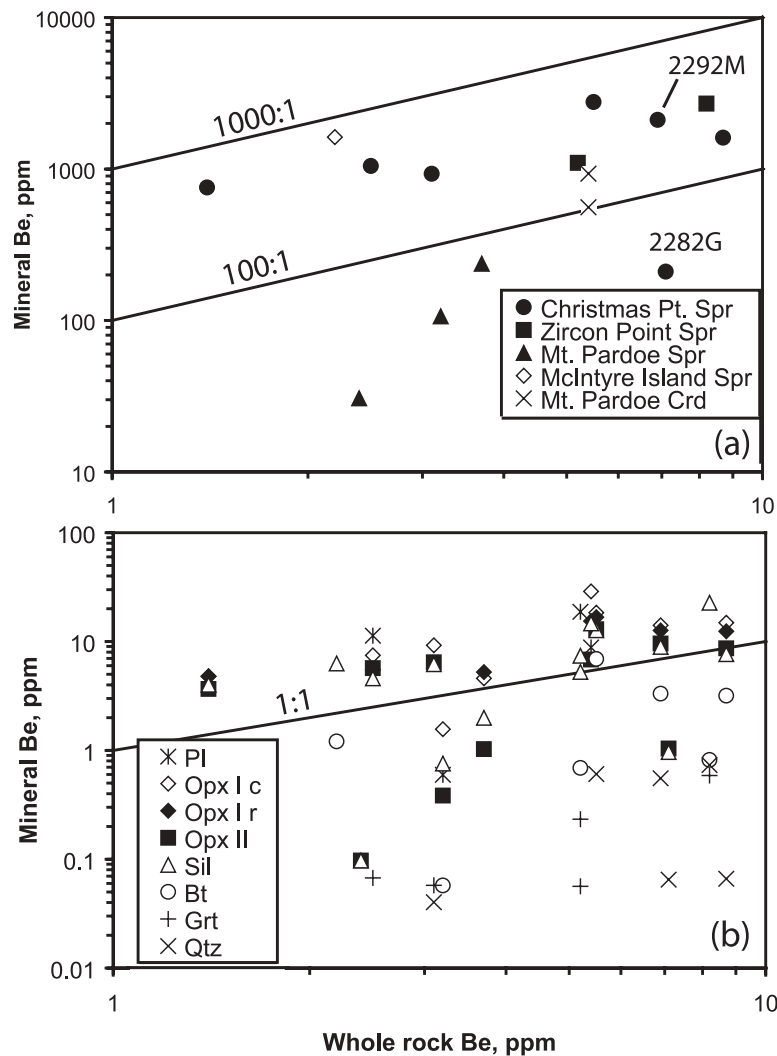 10000
1000
100
10
Mineral Be, ppm
1000:1
100:1
2292M
2282G
Christmas Pt. Spr
Zircon Point Spr
Mt. Pardoe Spr
McIntyre Island Spr
Mt. Pardoe Crd
(a)
1
10
100
10
1
0.1
0.01
Mineral Be, ppm
1:1
Pl
Opx I c
Opx I r
Opx II
Sil
Bt
Grt
Qtz
(b)
1
10
Whole rock Be, ppm